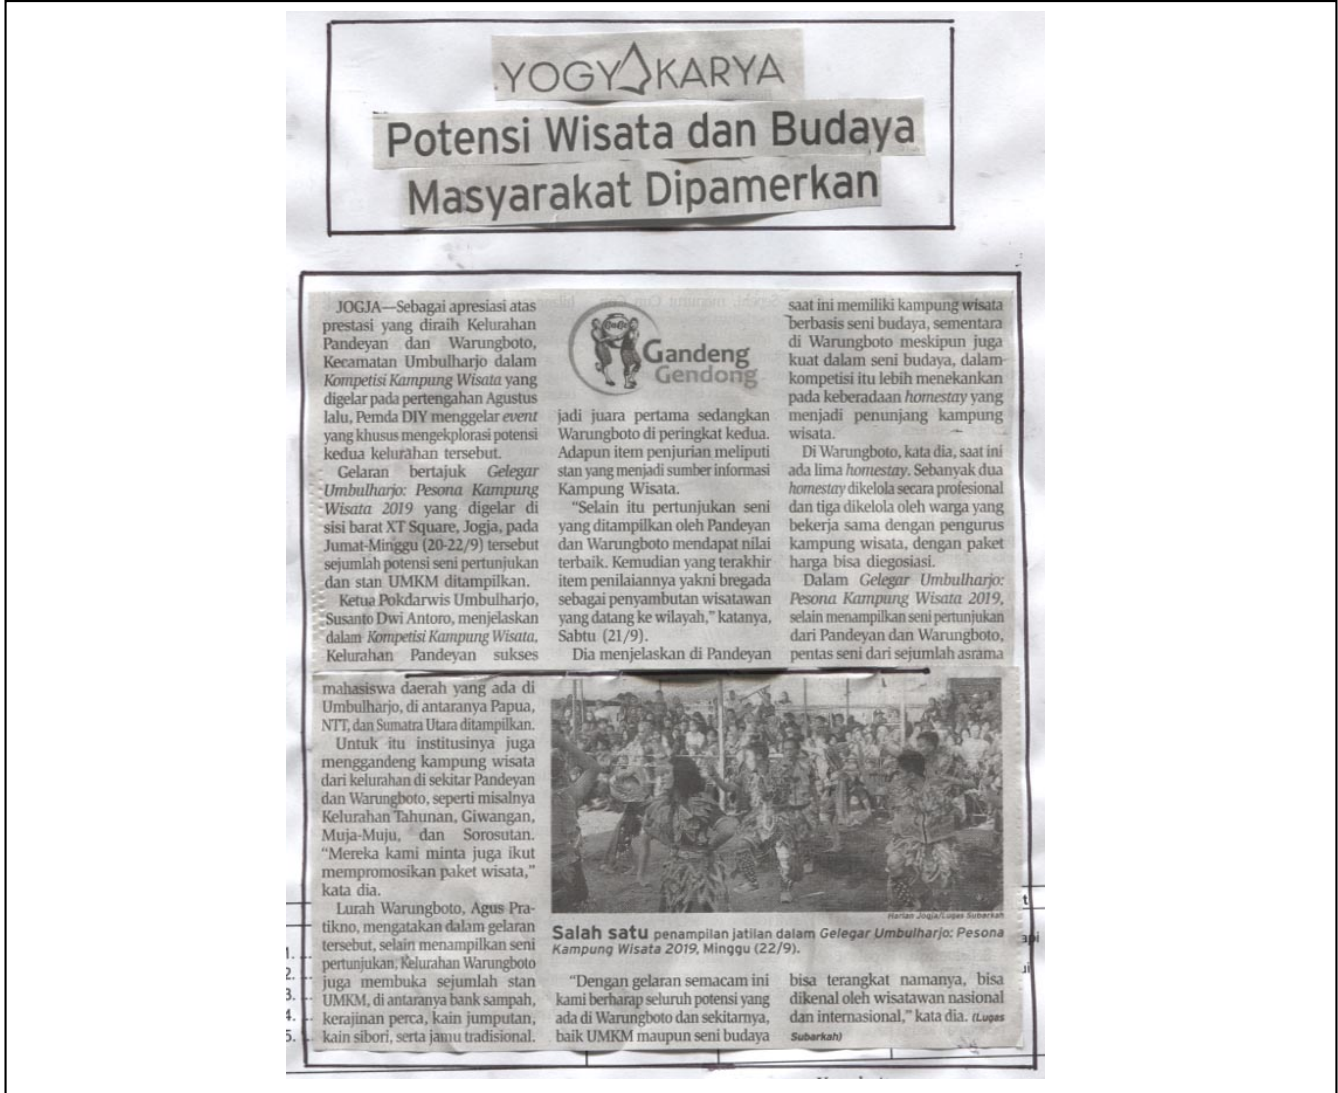 YOGYAKARYA
Potensi Wisata dan Budaya
Masyarakat Dipamerkan
JOGJA—Sebagai apresiasi atas
prestasi yang diraih Kelurahan
Pandeyan dan Warungboto,
Kecamatan Umbulharjo dalam
Kompetisi Kampung Wisata yang
digelar pada pertengahan Agustus
lalu, Pemda DIY menggelar event
yang khusus mengekplorasi potensi
kedua kelurahan tersebut.
Gelaran bertajuk Gelegar
Umbulharjo: Pesona Kampung
Wisata 2019 yang digelar di
sisi barat XT Square, Jogja, pada
Jumat-Minggu (20-22/9) tersebut
sejumlah potensi seni pertunjukan
dan stan UMKM ditampilkan.
Ketua Pokdarwis Umbulharjo,
Susanto Dwi Antoro, menjelaskan
dalam Kompetisi Kampung Wisata,
Kelurahan Pandeyan sukses
Gandeng
Gendong
jadi juara pertama sedangkan
Warungboto di peringkat kedua.
Adapun item penjurian meliputi
stan yang menjadi sumber informasi
Kampung Wisata.
“Selain itu pertunjukan seni
yang ditampilkan oleh Pandeyan
dan Warungboto mendapat nilai
terbaik. Kemudian yang terakhir
item penilaiannya yakni bregada
sebagai penyambutan wisatawan
yang datang ke wilayah,” katanya,
Sabtu (21/9).
Dia menjelaskan di Pandeyan
saat ini memiliki kampung wisata
berbasis seni budaya, sementara
di Warungboto meskipun juga
kuat dalam seni budaya, dalam
kompetisi itu lebih menekankan
pada keberadaan homestay yang
menjadi penunjang kampung
wisata.
Di Warungboto, kata dia, saat ini
ada lima homestay. Sebanyak dua
homestay dikelola secara profesional
dan tiga dikelola oleh warga yang
bekerja sama dengan pengurus
kampung wisata, dengan paket
harga bisa diegosiasi.
Dalam Gelegar Umbulharjo:
Pesona Kampung Wisata 2019,
selain menampilkan seni pertunjukan
dari Pandeyan dan Warungboto,
pentas seni dari sejumlah asrama
mahasiswa daerah yang ada di
Umbulharjo, di antaranya Papua,
NTT, dan Sumatra Utara ditampilkan.
Untuk itu institusinya juga
menggandeng kampung wisata
dari kelurahan di sekitar Pandeyan
dan Warungboto, seperti misalnya
Kelurahan Tahunan, Giwangan,
Muja-Muju, dan Sorosutan.
“Mereka kami minta juga ikut
mempromosikan paket wisata,”
kata dia.
Lurah Warungboto, Agus Pra-
tikno, mengatakan dalam gelaran
tersebut, selain menampilkan seni
pertunjukan, Kelurahan Warungboto
juga membuka sejumlah stan
UMKM, di antaranya bank sampah,
kerajinan perca, kain jumputan,
kain sibori, serta jamu tradisional.
Harian Jogja/Lugas Subarkah
Salah satu penampilan jatilan dalam Gelegar Umbulharjo: Pesona
Kampung Wisata 2019, Minggu (22/9).
“Dengan gelaran semacam ini
kami berharap seluruh potensi yang
ada di Warungboto dan sekitarnya,
baik UMKM maupun seni budaya
bisa terangkat namanya, bisa
dikenal oleh wisatawan nasional
dan internasional,” kata dia. (Lugas
Subarkah)
1.
2.
3.
4.
5.